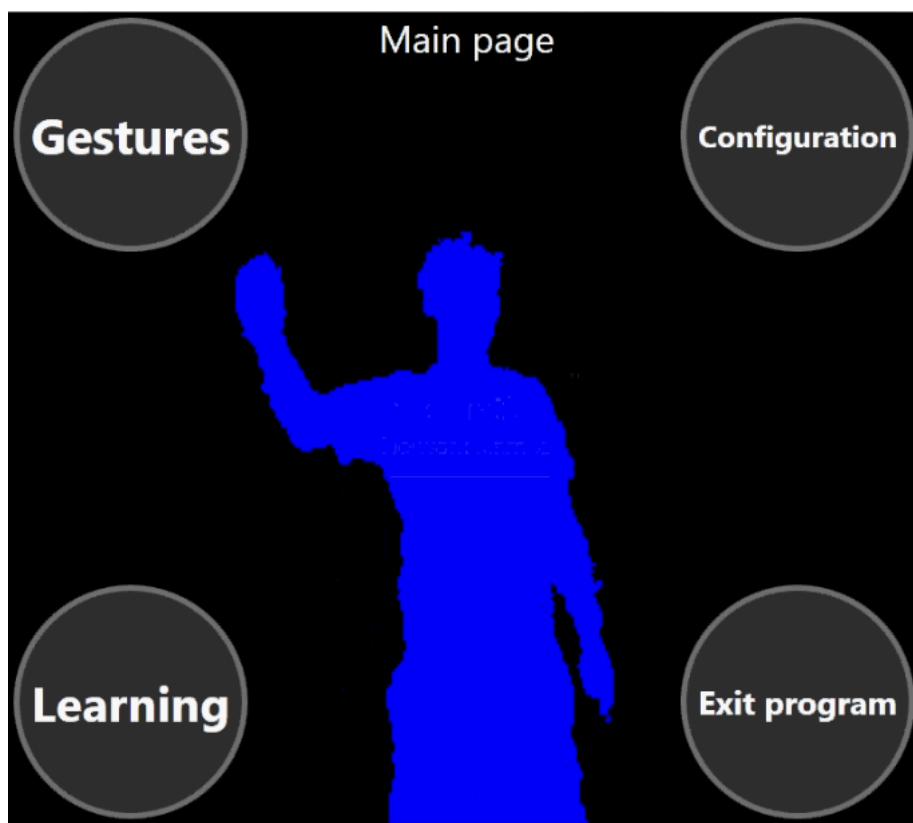 Main page
Gestures
Configuration
Learning
Exit program